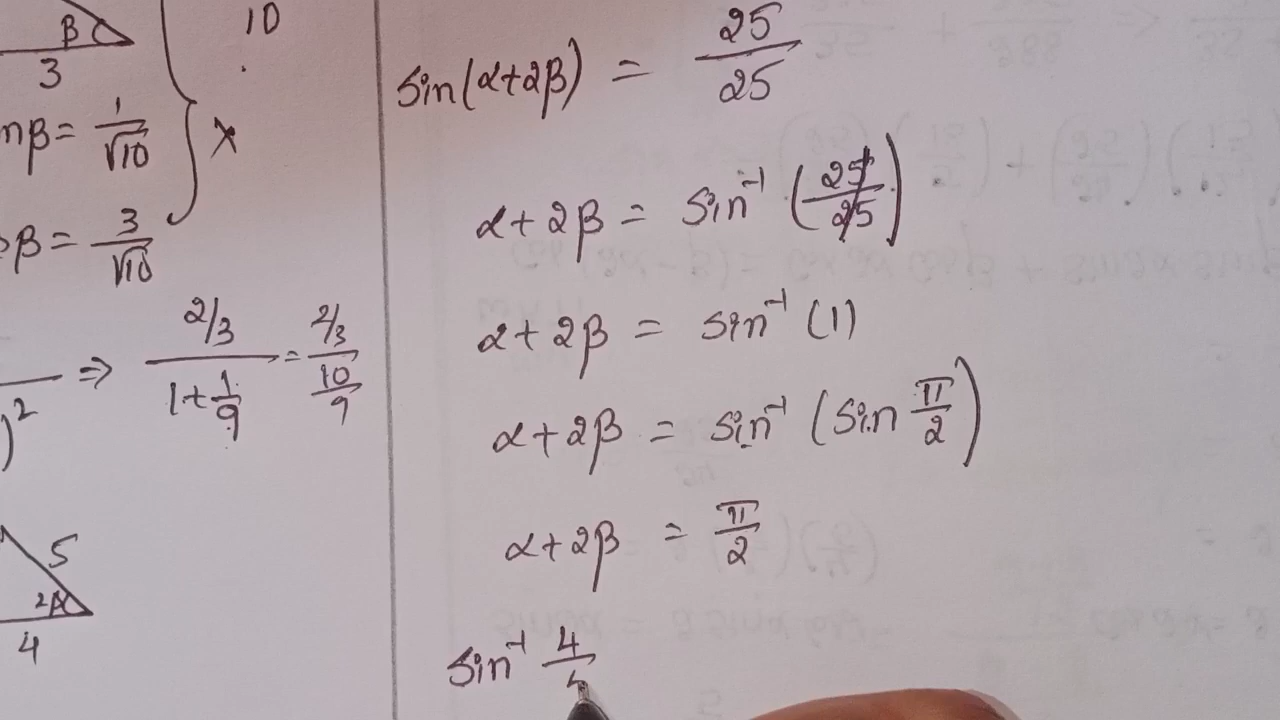 β
3
10
nβ = 1/√10
x
β = 3/√10
)² ⇒ 2/3 / 1+1/9 = 2/3 / 10/9
5
2β
4
sin(α+2β) = 25/25
α+2β = sin⁻¹ (25/25)
α+2β = sin⁻¹ (1)
α+2β = sin⁻¹ (sin π/2)
α+2β = π/2
sin⁻¹ 4/